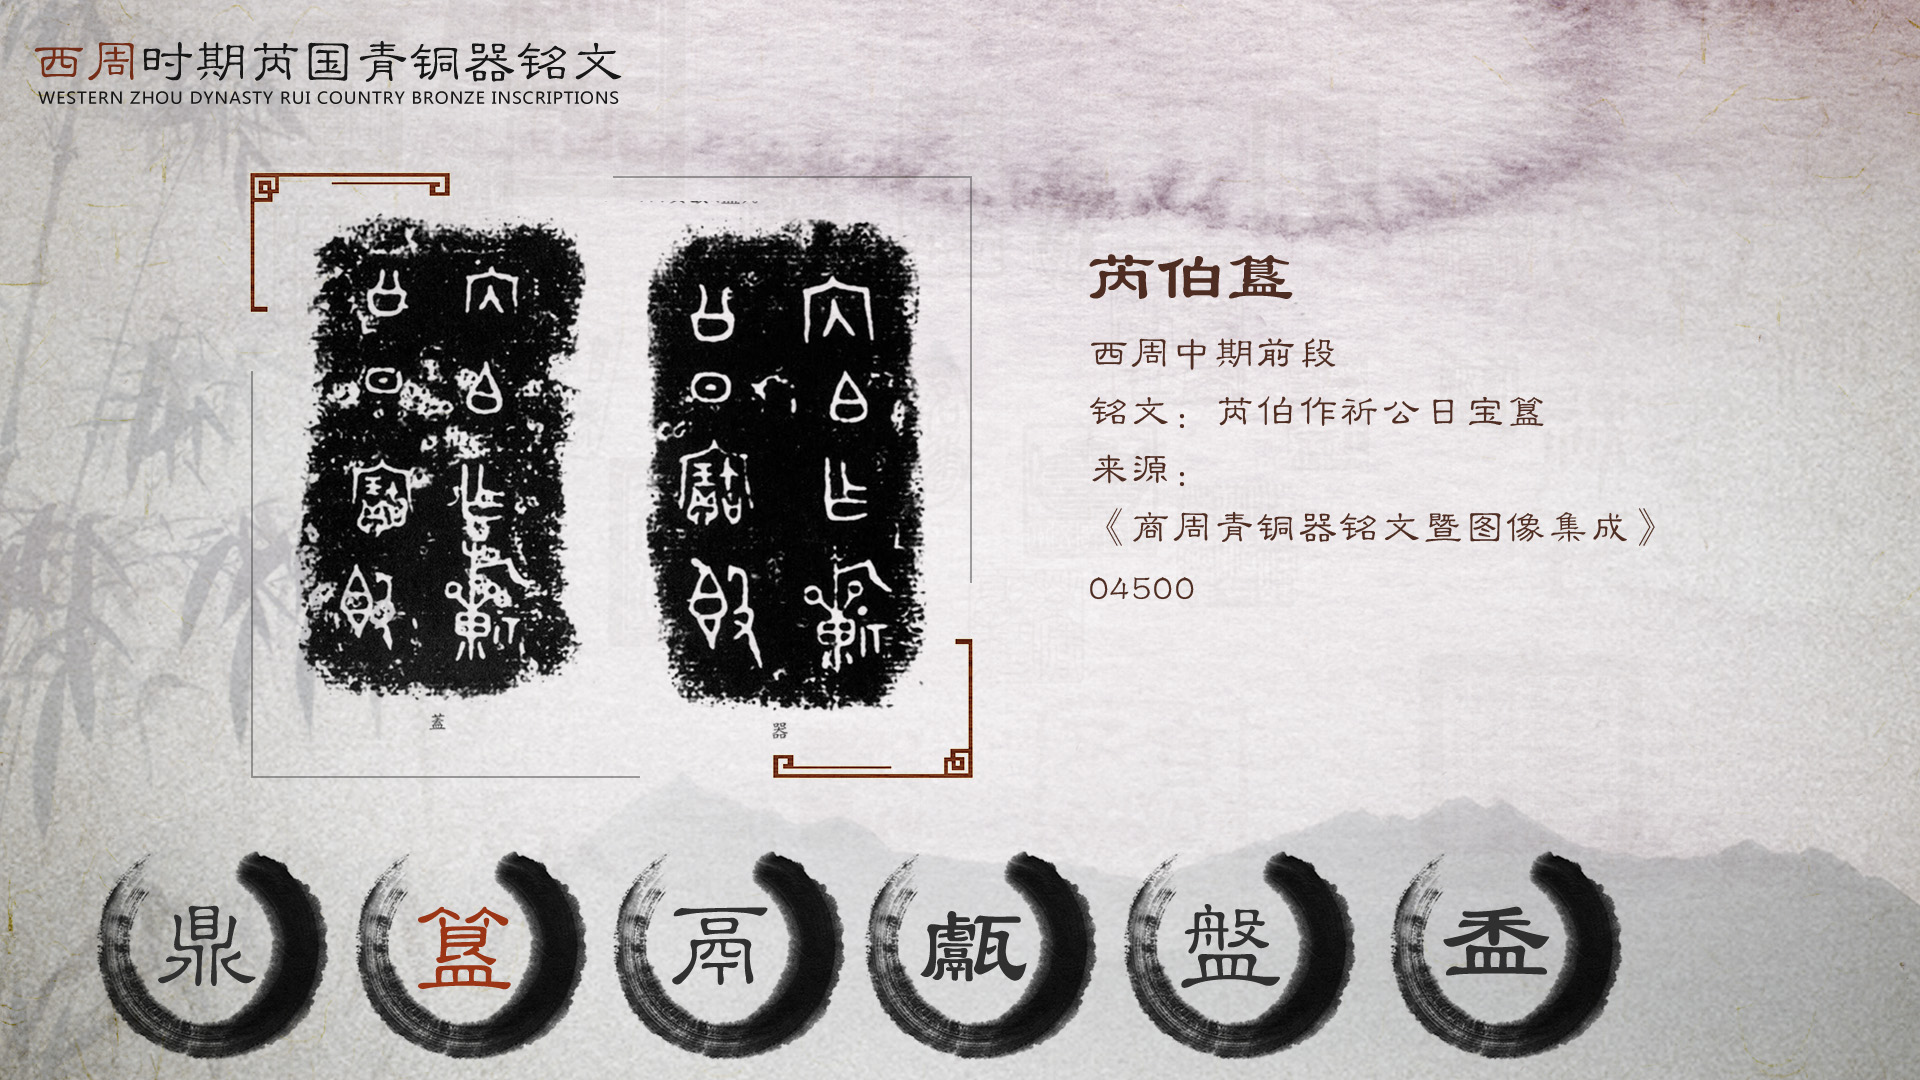 西周时期芮国青铜器铭文
WESTERN ZHOU DYNASTY RUI COUNTRY BRONZE INSCRIPTIONS
芮伯簋
西周中期前段
铭文：芮伯作祈公日宝簋
来源：
《商周青铜器铭文暨图像集成》
04500
蓋
器
鼎
簋
鬲
甗
盤
盉